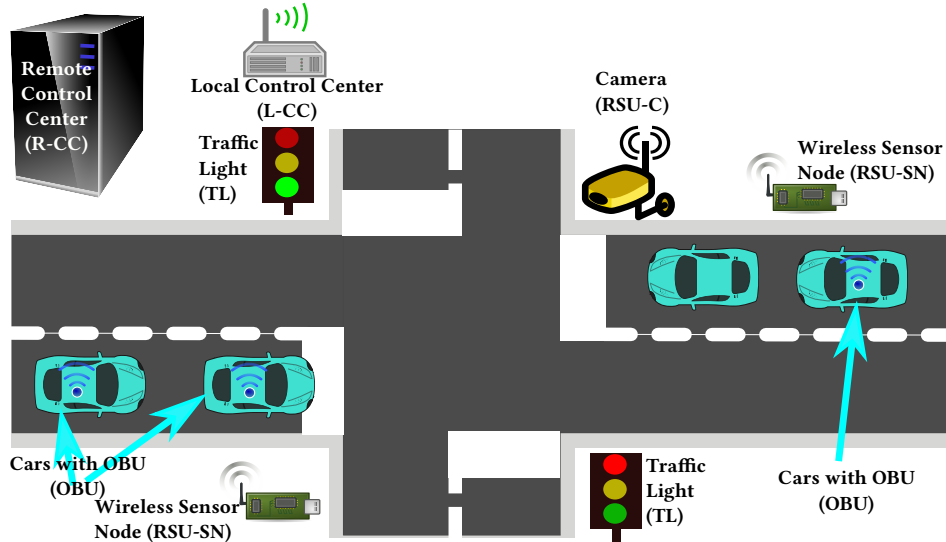 Remote
Control
Center
(R-CC)
Local Control Center
(L-CC)
Traffic
Light
(TL)
Camera
(RSU-C)
Wireless Sensor
Node (RSU-SN)
Cars with OBU
(OBU)
Wireless Sensor
Node (RSU-SN)
Traffic
Light
(TL)
Cars with OBU
(OBU)